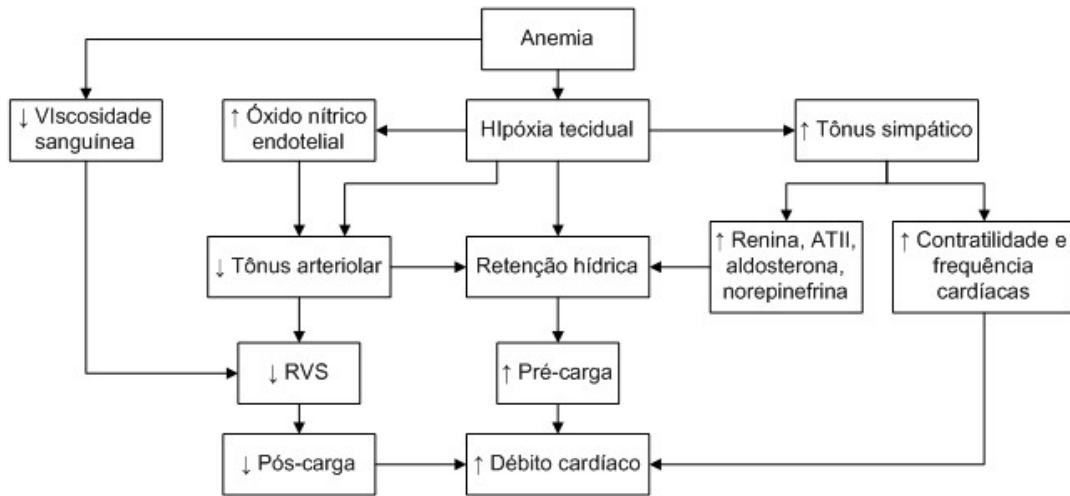 Anemia
↓ VIscosidade
sanguínea
↑ Óxido nítrico
endotelial
HIpóxia tecidual
↑ Tônus simpático
↓ Tônus arteriolar
Retenção hídrica
↑ Renina, ATII,
aldosterona,
norepinefrina
↑ Contratilidade e
frequência
cardíacas
↓ RVS
↑ Pré-carga
↓ Pós-carga
↑ Débito cardíaco